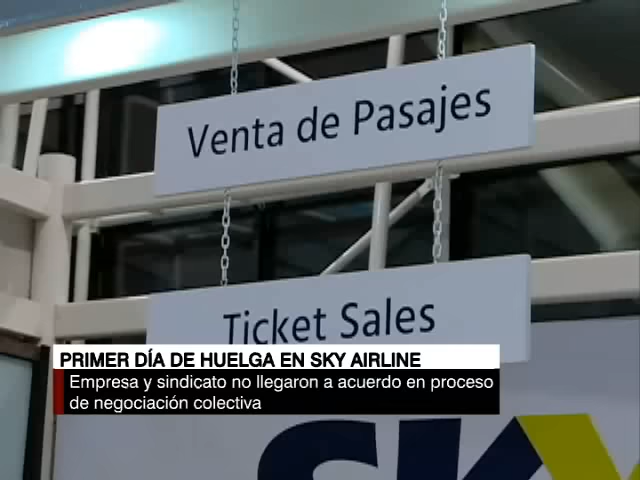 Venta de Pasajes
Ticket Sales
PRIMER DÍA DE HUELGA EN SKY AIRLINE
Empresa y sindicato no llegaron a acuerdo en proceso
de negociación colectiva
SKY